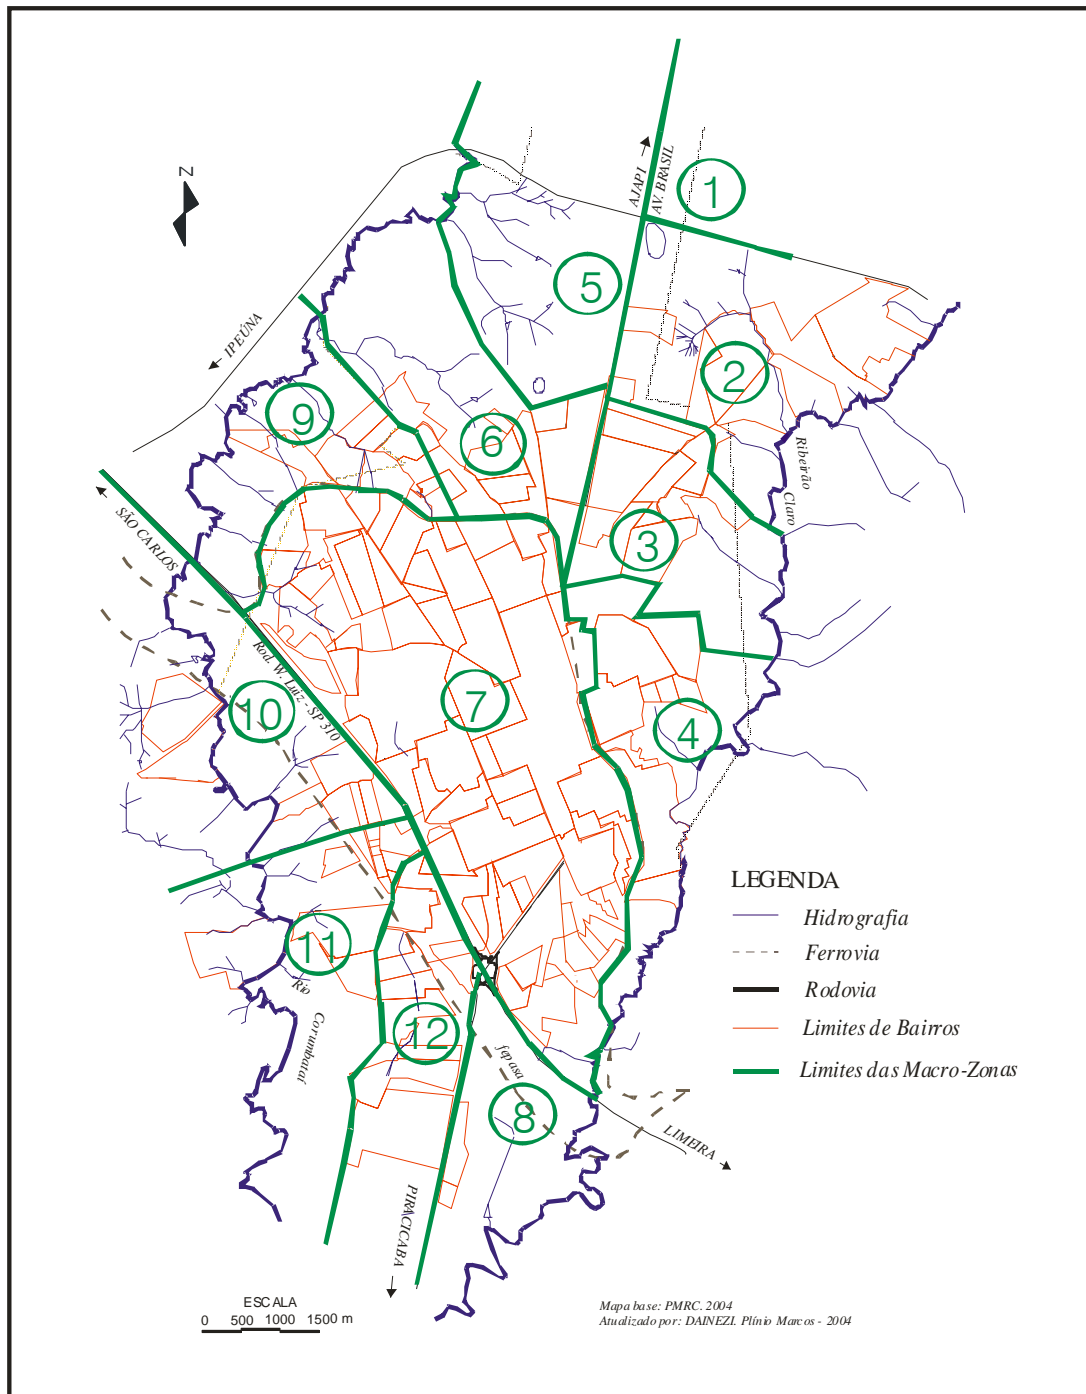 AJAPI
AV. BRASIL
1
N
5
IPEÚNA
2
9
6
Ribeirão
Claro
SÃO CARLOS
3
Rod. W. Luiz - SP 310
10
7
4
LEGENDA
Hidrografia
Ferrovia
Rodovia
Limites de Bairros
Limites das Macro-Zonas
11
Rio
Corumbataí
12
fepasa
8
LIMEIRA
PIRACICABA
ESCALA
0 500 1000 1500 m
Mapa base: PMRC. 2004
Atualizado por: DAINEZI. Plínio Marcos - 2004